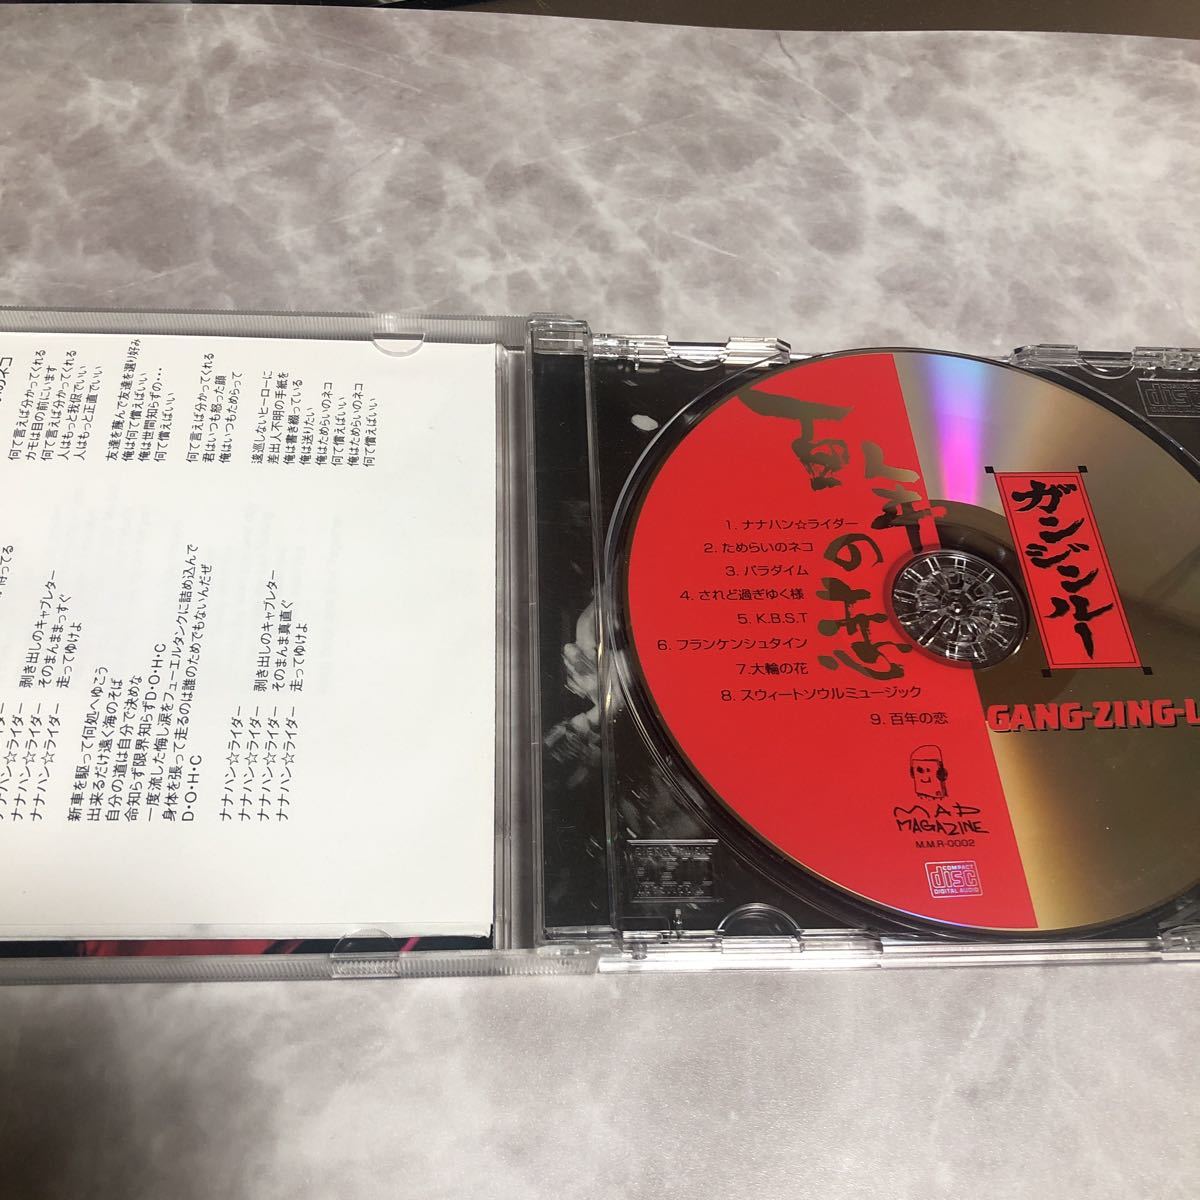 いのネコ
何て言えば分かってくれる
カモは目の前にいます
何て言えば分かってくれる
人はもっと我侭でいい
人はもっと正直でいい
友達を蔑んで友達を選り好み
俺は何て憤えばいい
俺は世間知らずの…
何て憤えばいい
何て言えば分かってくれる
君はいつも怒った顔
俺はいつもためらって
逡巡しないヒーローに
差出人不明の手紙を
俺は書き綴っている
俺は送りたい
俺はためらいのネコ
何て憤えばいい
俺はためらいのネコ
何て憤えばいい
待ってる
ナナハン☆ライダー 剥き出しのキャブレター
ナナハン☆ライダー そのまんままっすぐ
ナナハン☆ライダー 走ってゆけよ
新車を駆って何処へゆこう
出来るだけ遠く海のそば
自分の道は自分で決めな
命知らず限界知らずD・O・H・C
一度流した悔し涙をフューエルタンクに詰め込んで
身体を張って走るのは誰のためでもないんだぜ
D・O・H・C
ナナハン☆ライダー
ナナハン☆ライダー 剥き出しのキャブレター
ナナハン☆ライダー そのまんま真直ぐ
ナナハン☆ライダー 走ってゆけよ
百年の恋
1. ナナハン☆ライダー
2. ためらいのネコ
3. パラダイム
4. されど過ぎゆく様
5. K.B.S.T
6. フランケンシュタイン
7. 大輪の花
8. スウィートソウルミュージック
9. 百年の恋
ガンジンルー
GANG-ZING-L
MAD
MAGAZINE
M.M.R-0002
COMPACT
disc
DIGITAL AUDIO